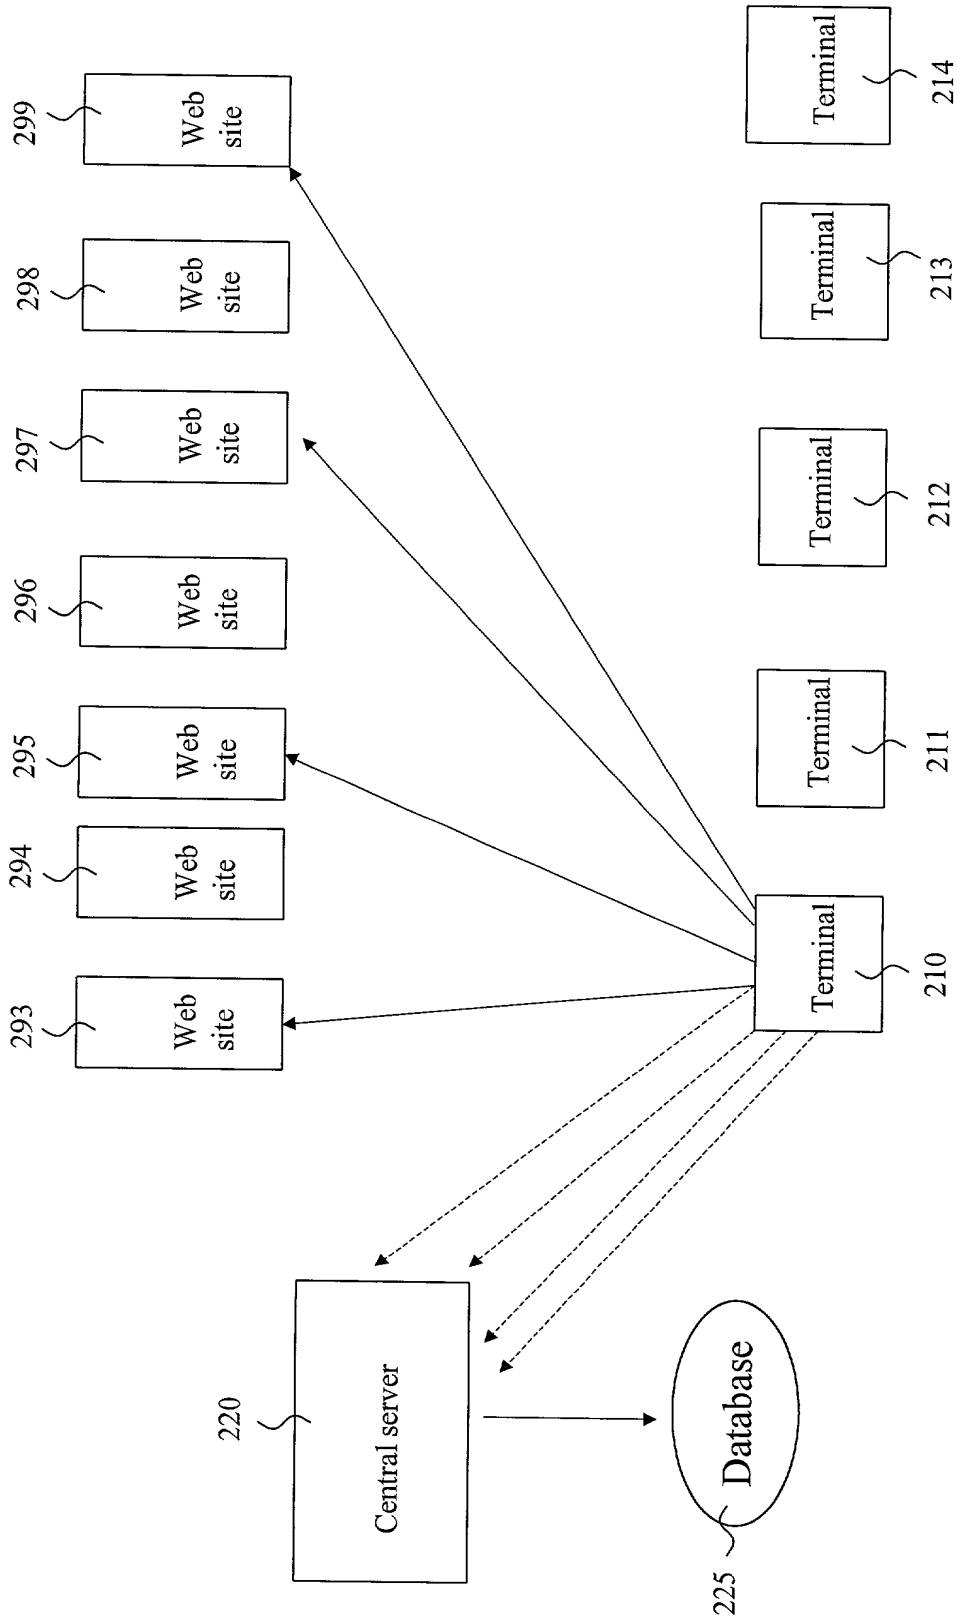 293
294
295
296
297
298
299
Web
site
Web
site
Web
site
Web
site
Web
site
Web
site
Web
site
220
Central server
225
Database
Terminal
Terminal
Terminal
Terminal
Terminal
210
211
212
213
214